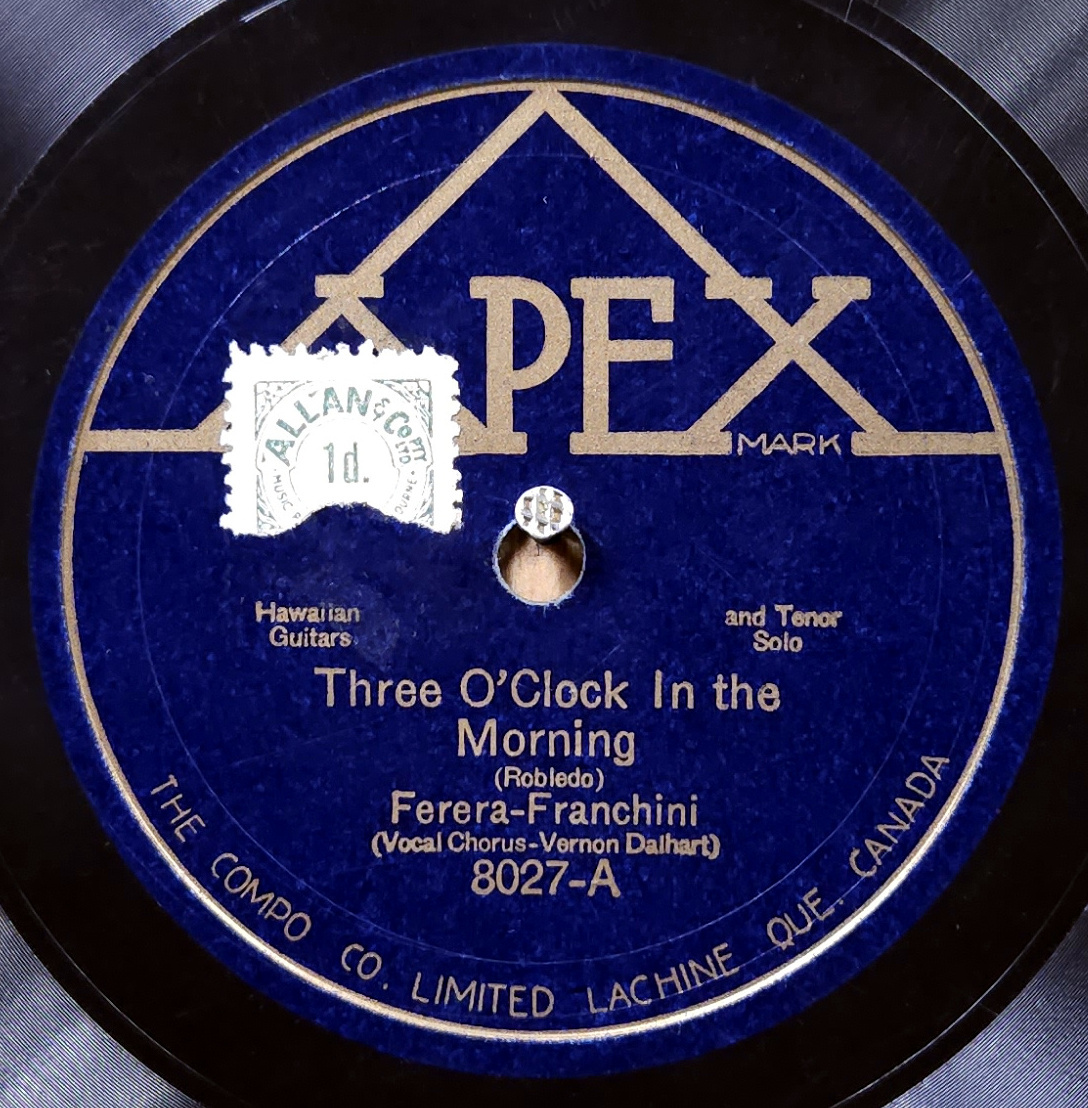 APEX
MARK
ALLAN & Co Pty LTD.
1d.
MUSIC
Hawaiian
Guitars
and Tenor
Solo
Three O'Clock In the
Morning
(Robledo)
Ferera-Franchini
(Vocal Chorus-Vernon Dalhart)
8027-A
THE COMPO CO. LIMITED LACHINE QUE. CANADA